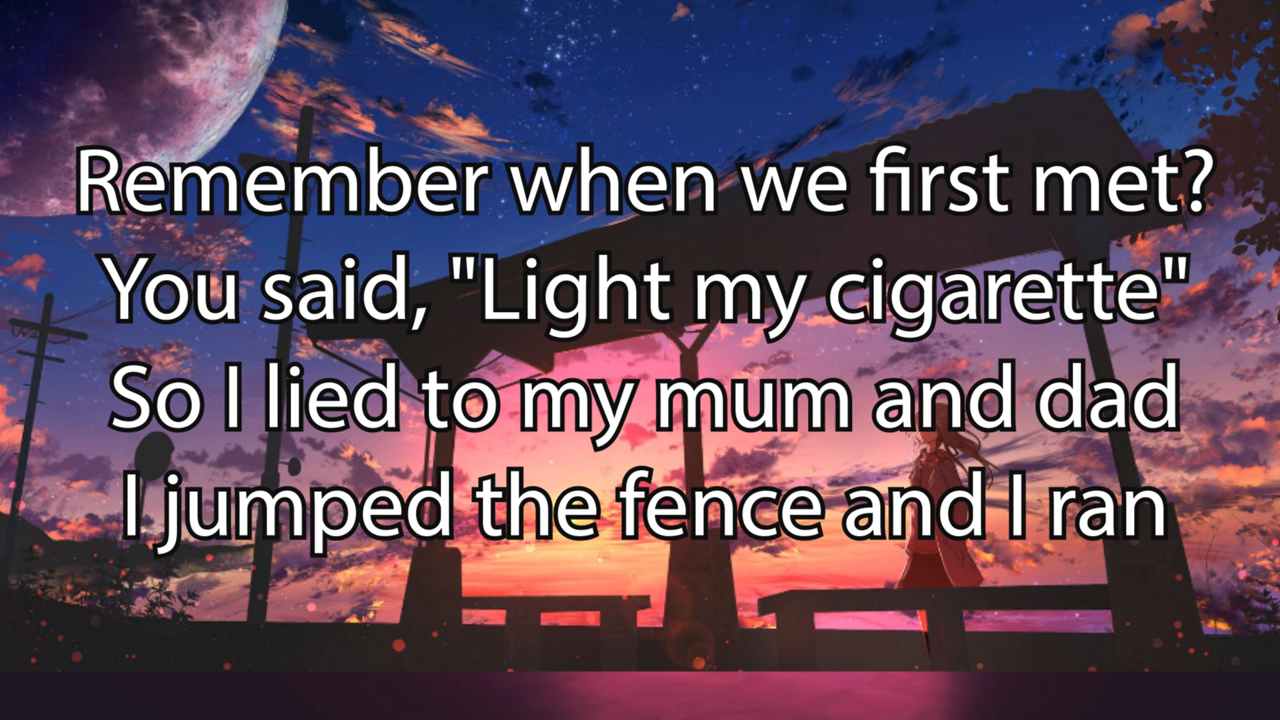 Remember when we first met?
You said, "Light my cigarette"
So I lied to my mum and dad
I jumped the fence and I ran